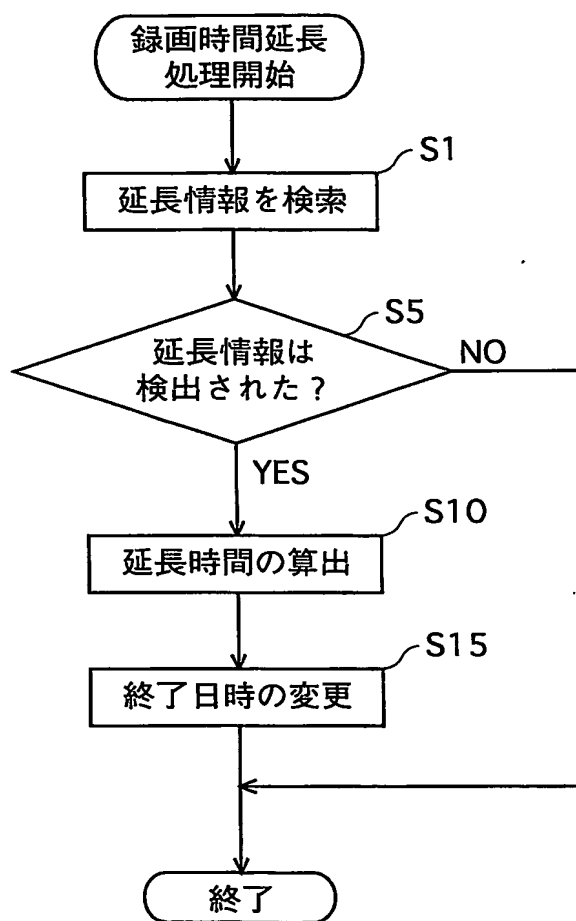 録画時間延長
処理開始
S1
延長情報を検索
S5
延長情報は
検出された？
NO
YES
S10
延長時間の算出
S15
終了日時の変更
終了